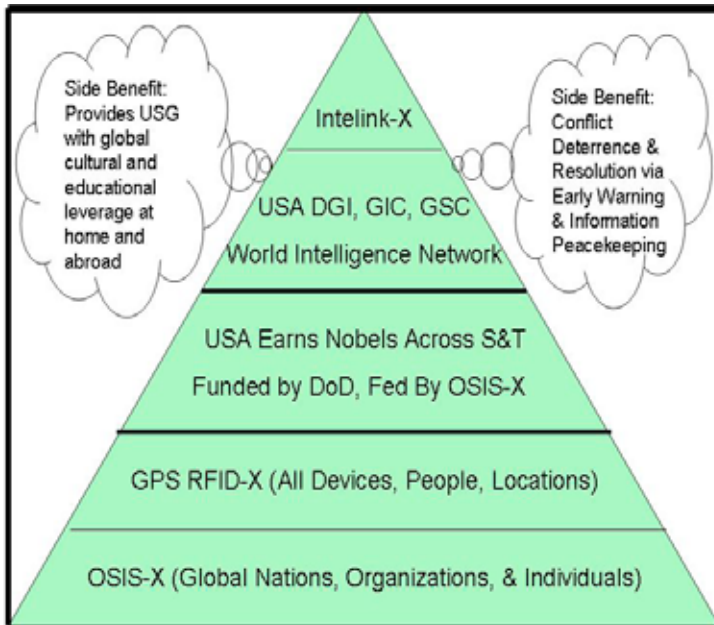 Side Benefit:
Provides USG
with global
cultural and
educational
leverage at
home and
abroad
Side Benefit:
Conflict
Deterrence &
Resolution via
Early Warning
& Information
Peacekeeping
Intelink-X
USA DGI, GIC, GSC
World Intelligence Network
USA Earns Nobels Across S&T
Funded by DoD, Fed By OSIS-X
GPS RFID-X (All Devices, People, Locations)
OSIS-X (Global Nations, Organizations, & Individuals)